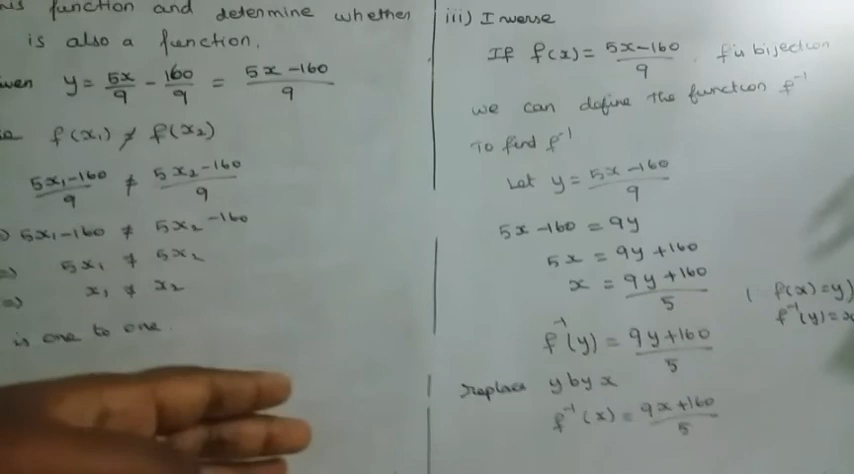 function and determine whether
is also a function.
y = 5x/9 - 160/9 = 5x-160/9
f(x₁) ≠ f(x₂)
5x₁-160/9 ≠ 5x₂-160/9
5x₁-160 ≠ 5x₂-160
5x₁ ≠ 5x₂
x₁ ≠ x₂
is one to one.
iii) Inverse
If f(x) = 5x-160/9 . f is bijection
we can define the function f⁻¹
To find f⁻¹
Let y = 5x-160/9
5x-160 = 9y
5x = 9y+160
x = 9y+160/5
( f(x)=y)
f⁻¹(y)=x
f⁻¹(y) = 9y+160/5
replace y by x
f⁻¹(x) = 9x+160/5